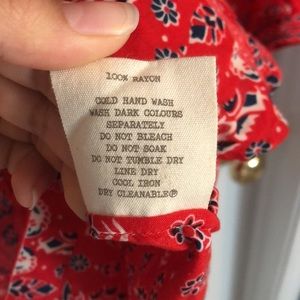 100% RAYON
COLD HAND WASH
WASH DARK COLOURS
SEPARATELY
DO NOT BLEACH
DO NOT SOAK
DO NOT TUMBLE DRY
LINE DRY
COOL IRON
DRY CLEANABLE Ⓟ